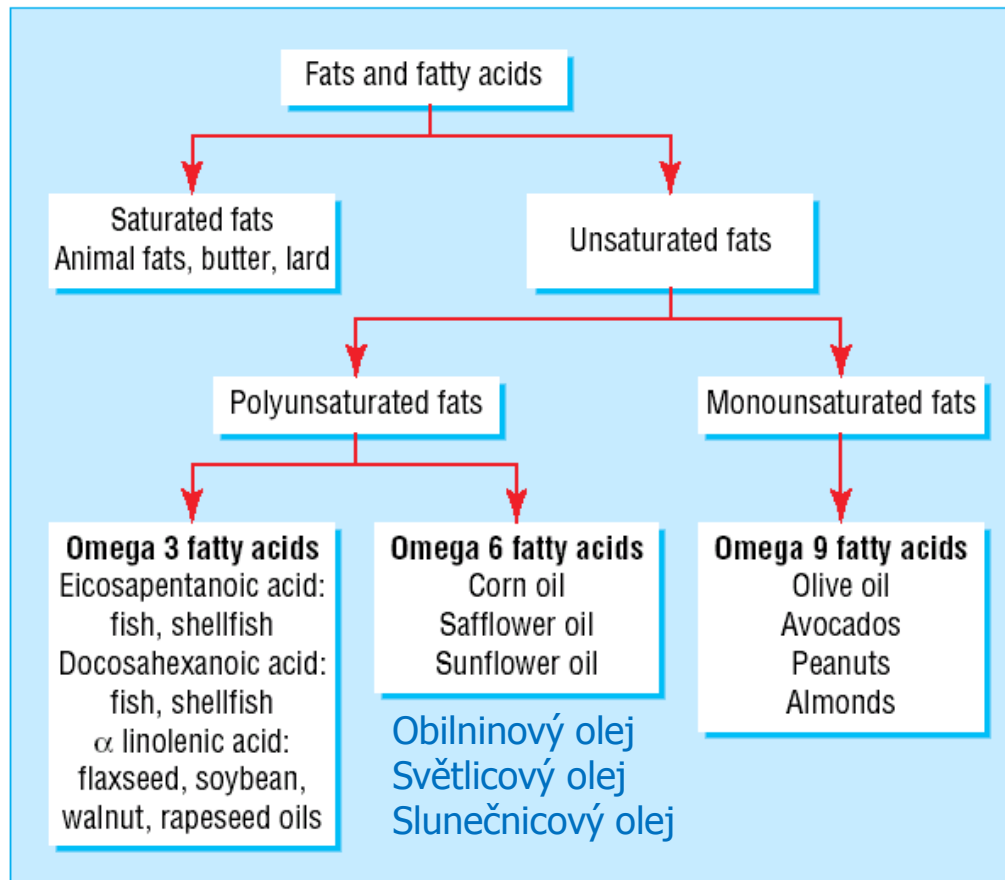 Fats and fatty acids
Saturated fats
Animal fats, butter, lard
Unsaturated fats
Polyunsaturated fats
Monounsaturated fats
Omega 3 fatty acids
Eicosapentanoic acid:
fish, shellfish
Docosahexanoic acid:
fish, shellfish
α linolenic acid:
flaxseed, soybean,
walnut, rapeseed oils
Omega 6 fatty acids
Corn oil
Safflower oil
Sunflower oil
Obilninový olej
Světlicový olej
Slunečnicový olej
Omega 9 fatty acids
Olive oil
Avocados
Peanuts
Almonds